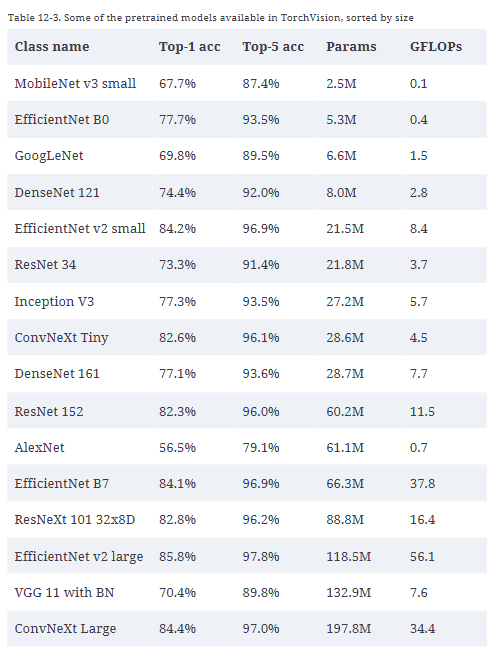 Table 12-3. Some of the pretrained models available in TorchVision, sorted by size
Class name Top-1 acc Top-5 acc Params GFLOPs
MobileNet v3 small 67.7% 87.4% 2.5M 0.1
EfficientNet B0 77.7% 93.5% 5.3M 0.4
GoogLeNet 69.8% 89.5% 6.6M 1.5
DenseNet 121 74.4% 92.0% 8.0M 2.8
EfficientNet v2 small 84.2% 96.9% 21.5M 8.4
ResNet 34 73.3% 91.4% 21.8M 3.7
Inception V3 77.3% 93.5% 27.2M 5.7
ConvNeXt Tiny 82.6% 96.1% 28.6M 4.5
DenseNet 161 77.1% 93.6% 28.7M 7.7
ResNet 152 82.3% 96.0% 60.2M 11.5
AlexNet 56.5% 79.1% 61.1M 0.7
EfficientNet B7 84.1% 96.9% 66.3M 37.8
ResNeXt 101 32x8D 82.8% 96.2% 88.8M 16.4
EfficientNet v2 large 85.8% 97.8% 118.5M 56.1
VGG 11 with BN 70.4% 89.8% 132.9M 7.6
ConvNeXt Large 84.4% 97.0% 197.8M 34.4